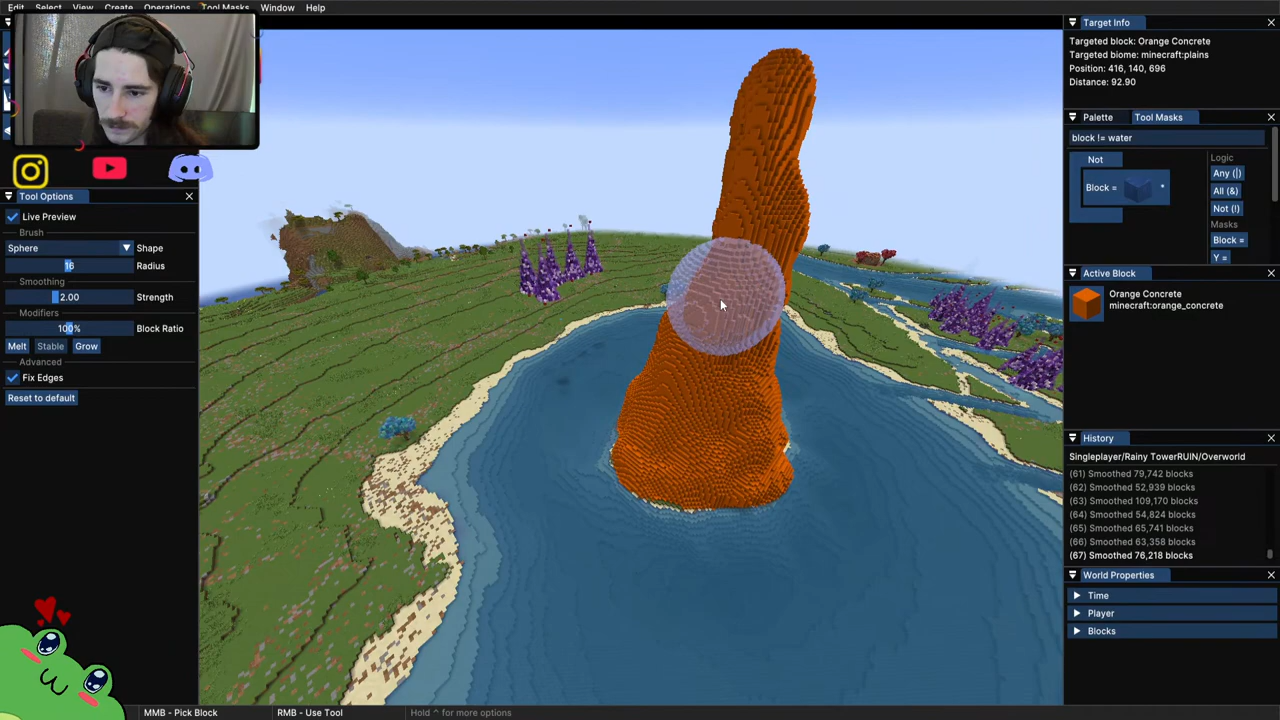 Edit Select View Create Operations Tool Masks Window Help
Tool Options
Live Preview
Brush
Sphere Shape
16 Radius
Smoothing
2.00 Strength
Modifiers
100% Block Ratio
Melt Stable Grow
Advanced
Fix Edges
Reset to default
Target Info
Targeted block: Orange Concrete
Targeted biome: minecraft:plains
Position: 416, 140, 696
Distance: 92.90
Palette Tool Masks
block != water
Not
Block =
Logic
Any (|)
All (&)
Not (!)
Masks
Block =
Y =
Active Block
Orange Concrete
minecraft:orange_concrete
History
Singleplayer/Rainy TowerRUIN/Overworld
(61) Smoothed 79,742 blocks
(62) Smoothed 52,939 blocks
(63) Smoothed 109,170 blocks
(64) Smoothed 54,824 blocks
(65) Smoothed 65,741 blocks
(66) Smoothed 63,358 blocks
(67) Smoothed 76,218 blocks
World Properties
Time
Player
Blocks
MMB - Pick Block RMB - Use Tool Hold ^ for more options